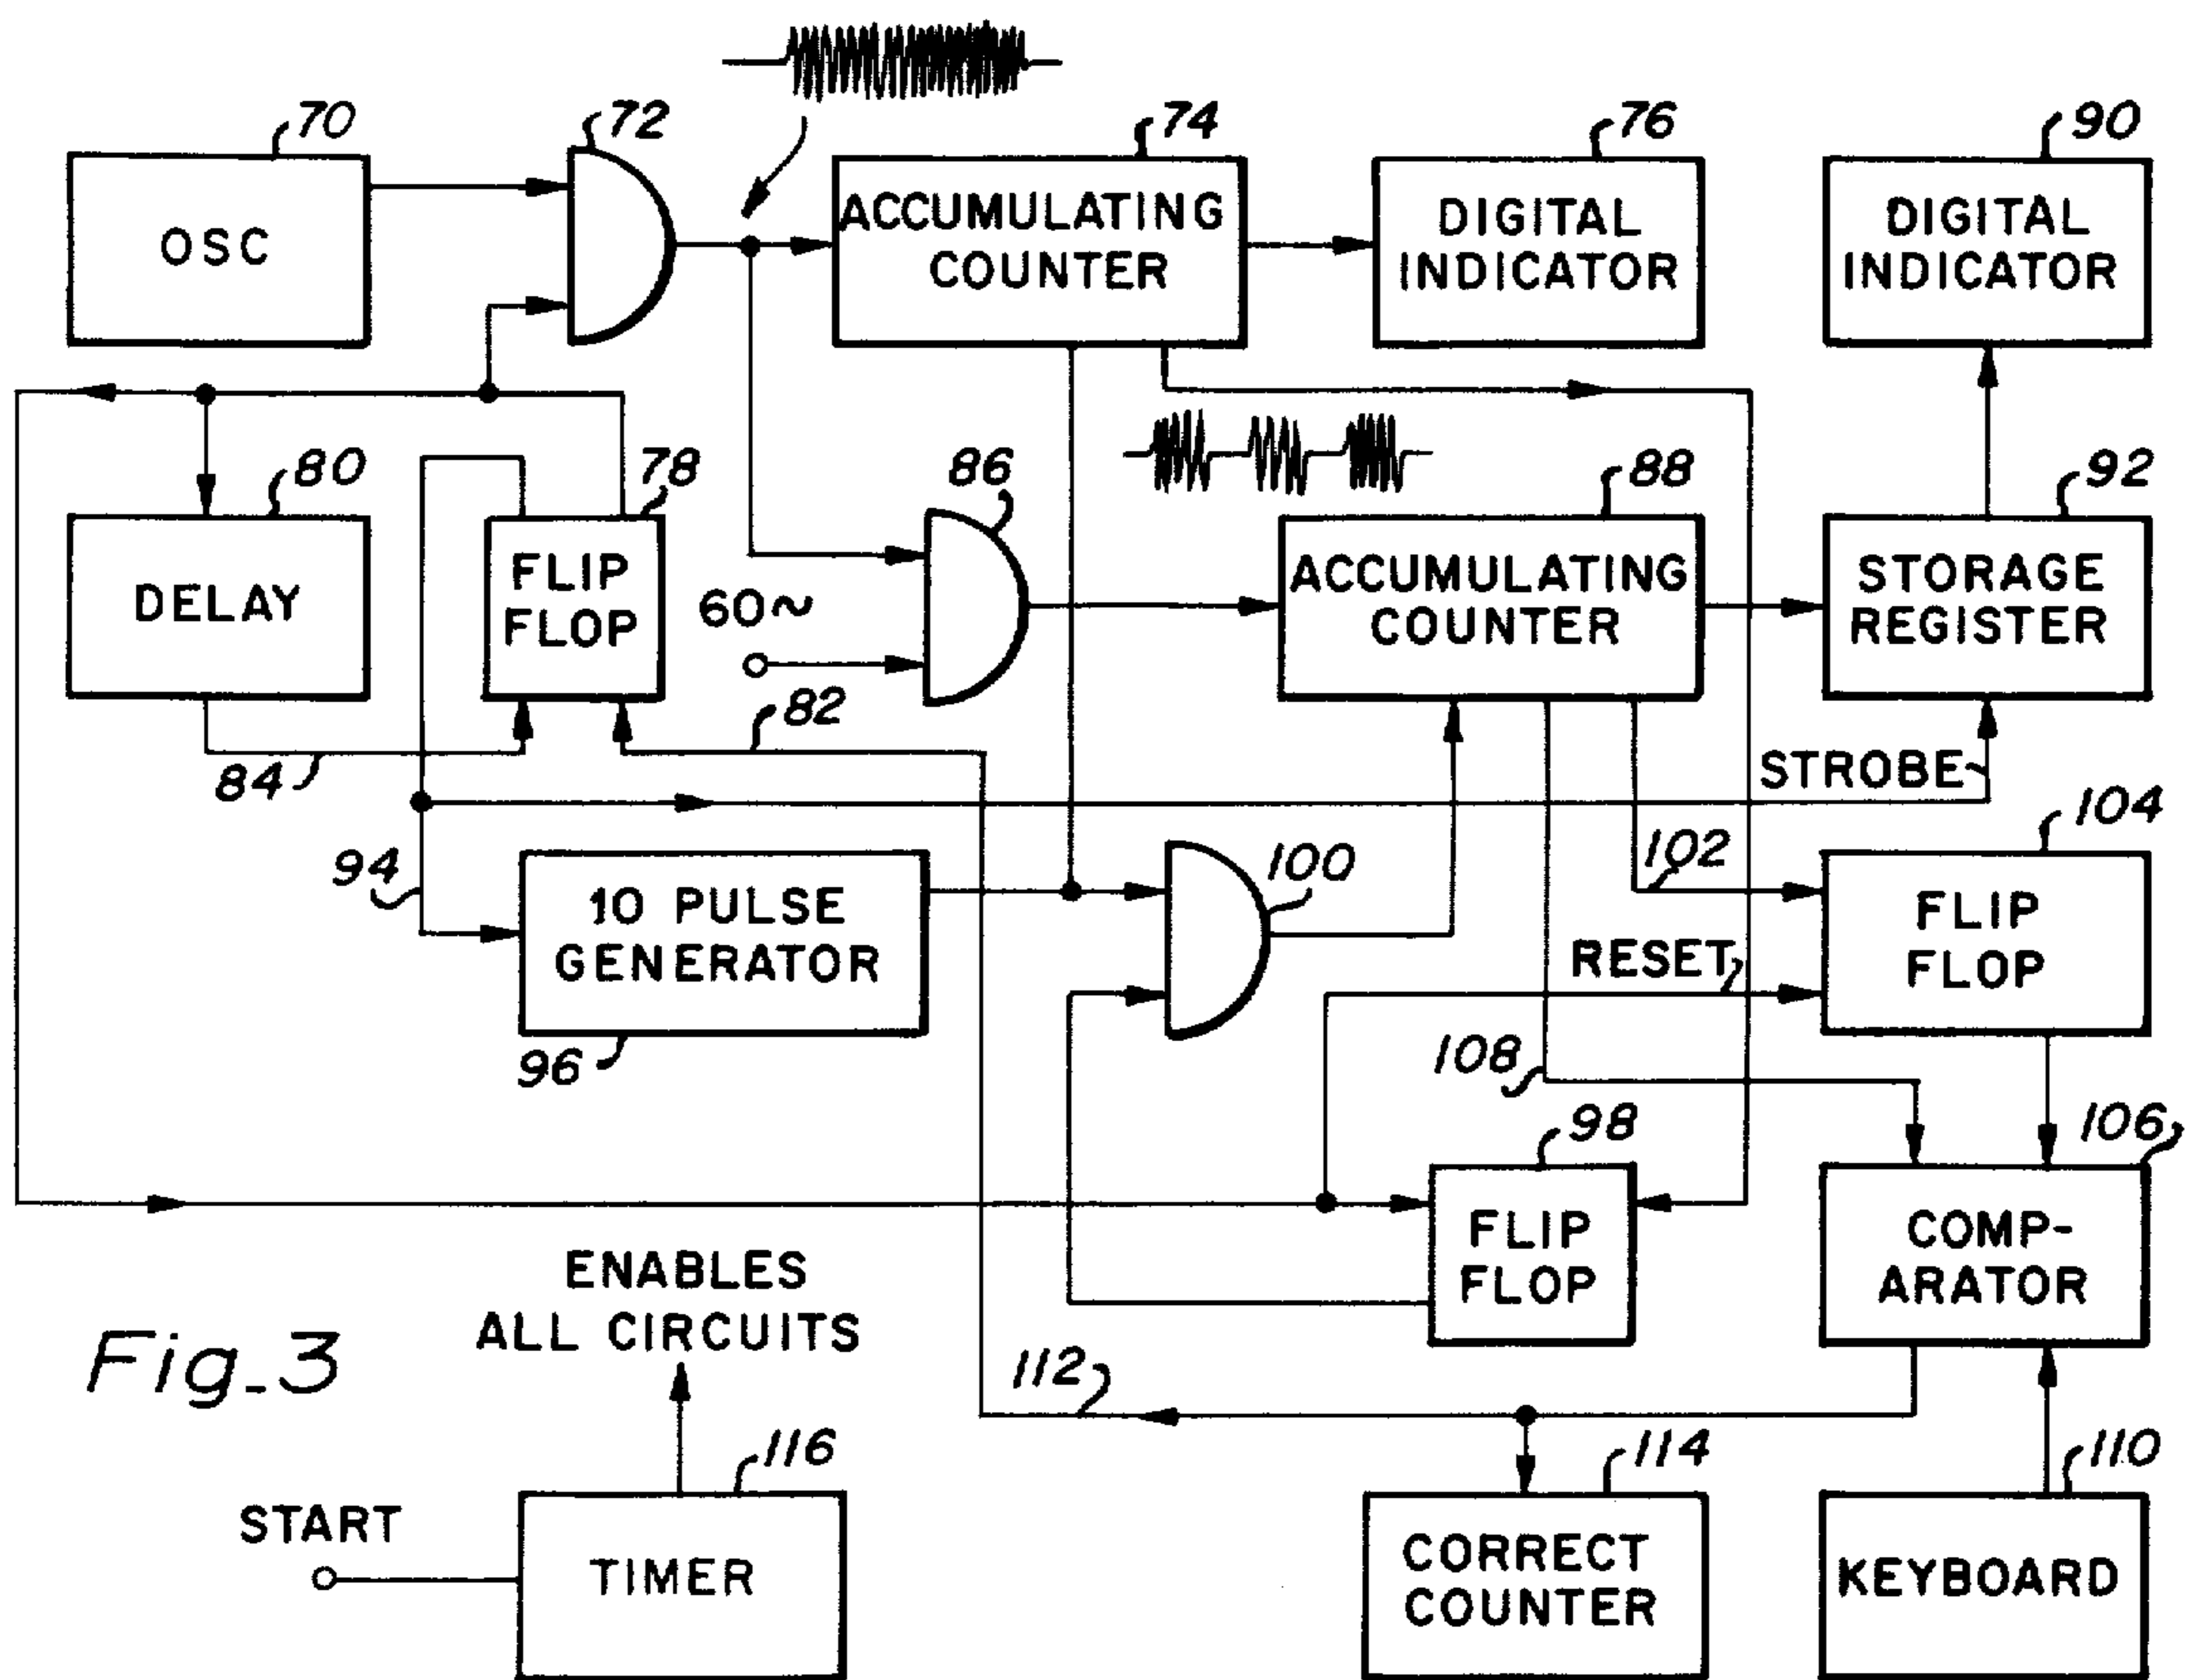 70
72
74
76
90
OSC
ACCUMULATING
COUNTER
DIGITAL
INDICATOR
DIGITAL
INDICATOR
80
78
86
88
92
DELAY
FLIP
FLOP
60~
ACCUMULATING
COUNTER
STORAGE
REGISTER
82
84
STROBE
94
10 PULSE
GENERATOR
96
100
102
104
RESET
FLIP
FLOP
108
98
106
FLIP
FLOP
COMP-
ARATOR
ENABLES
ALL CIRCUITS
Fig_3
112
116
114
110
START
TIMER
CORRECT
COUNTER
KEYBOARD